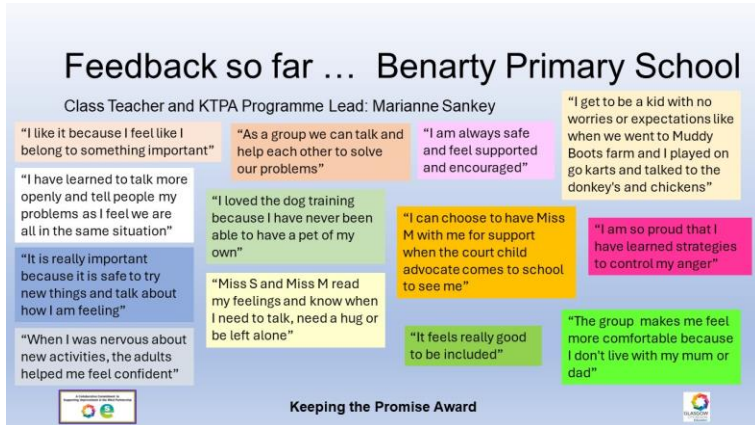 Feedback so far … Benarty Primary School
Class Teacher and KTPA Programme Lead: Marianne Sankey
“I like it because I feel like I
belong to something important”
“As a group we can talk and
help each other to solve
our problems”
“I am always safe
and feel supported
and encouraged”
“I get to be a kid with no
worries or expectations like
when we went to Muddy
Boots farm and I played on
go karts and talked to the
donkey's and chickens”
“I have learned to talk more
openly and tell people my
problems as I feel we are
all in the same situation”
“I loved the dog training
because I have never been
able to have a pet of my
own”
“I can choose to have Miss
M with me for support
when the court child
advocate comes to school
to see me”
“I am so proud that I
have learned strategies
to control my anger”
“It is really important
because it is safe to try
new things and talk about
how I am feeling”
“Miss S and Miss M read
my feelings and know when
I need to talk, need a hug or
be left alone”
“When I was nervous about
new activities, the adults
helped me feel confident”
“It feels really good
to be included”
“The group makes me feel
more comfortable because
I don't live with my mum or
dad”
Keeping the Promise Award
GLASGOW